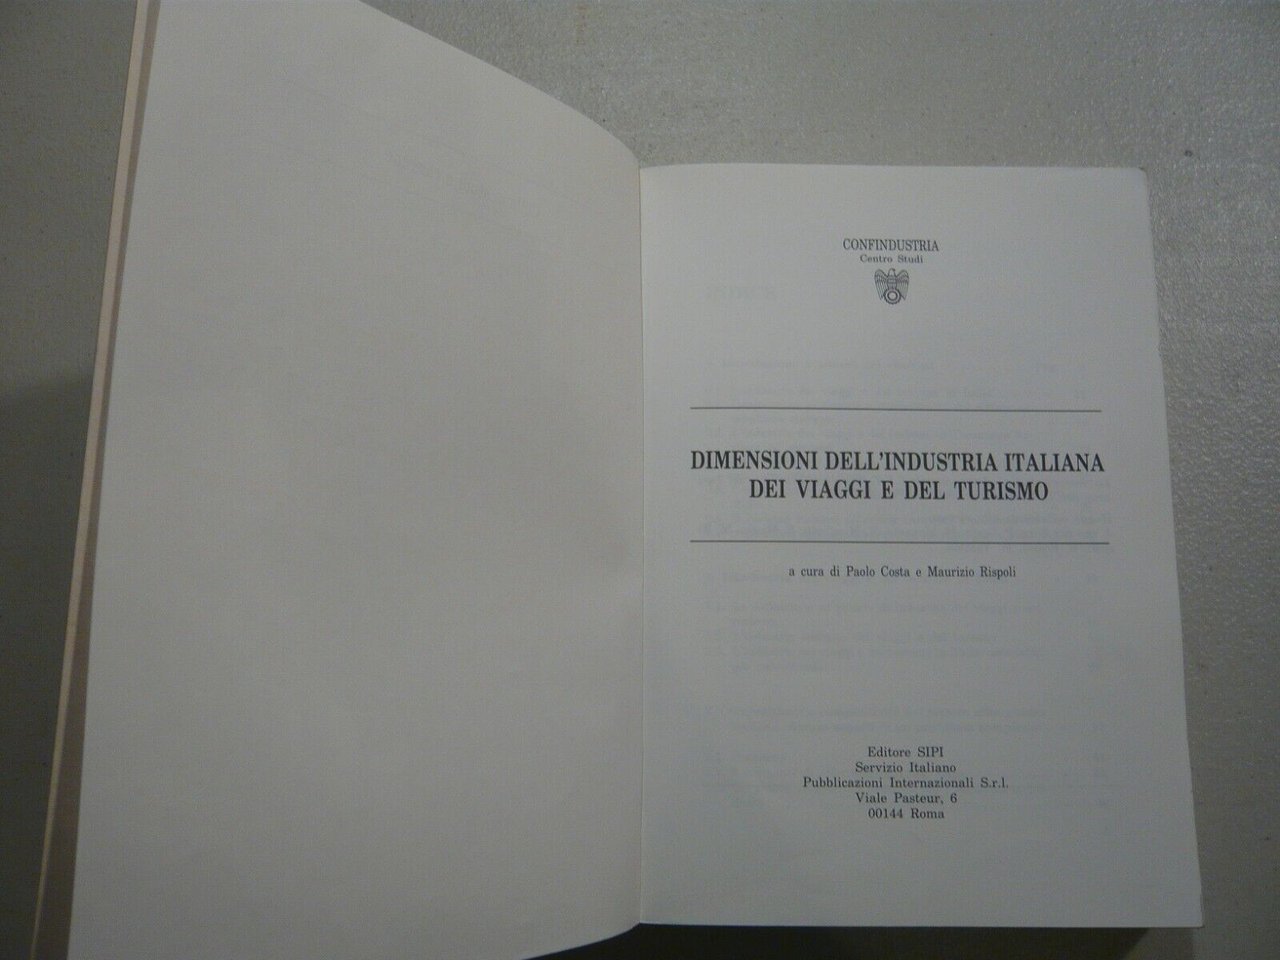 CONFINDUSTRIA
Centro Studi
DIMENSIONI DELL'INDUSTRIA ITALIANA
DEI VIAGGI E DEL TURISMO
a cura di Paolo Costa e Maurizio Rispoli
Editore SIPI
Servizio Italiano
Pubblicazioni Internazionali S.r.l.
Viale Pasteur, 6
00144 Roma